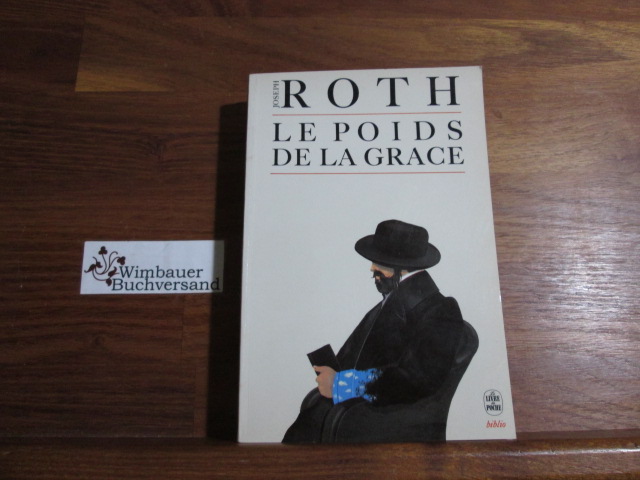 JOSEPH
ROTH
LE POIDS
DE LA GRACE
Wimbauer
Buchversand
LE LIVRE
DE
POCHE
biblio